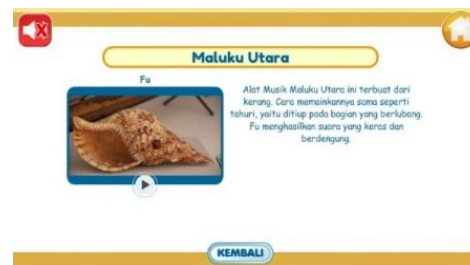 Maluku Utara
Fu
Alat Musik Maluku Utara ini terbuat dari
kerang. Cara memainkannya sama seperti
tahuri, yaitu ditiup pada bagian yang berlubang.
Fu menghasilkan suara yang keras dan
berdengung.
KEMBALI